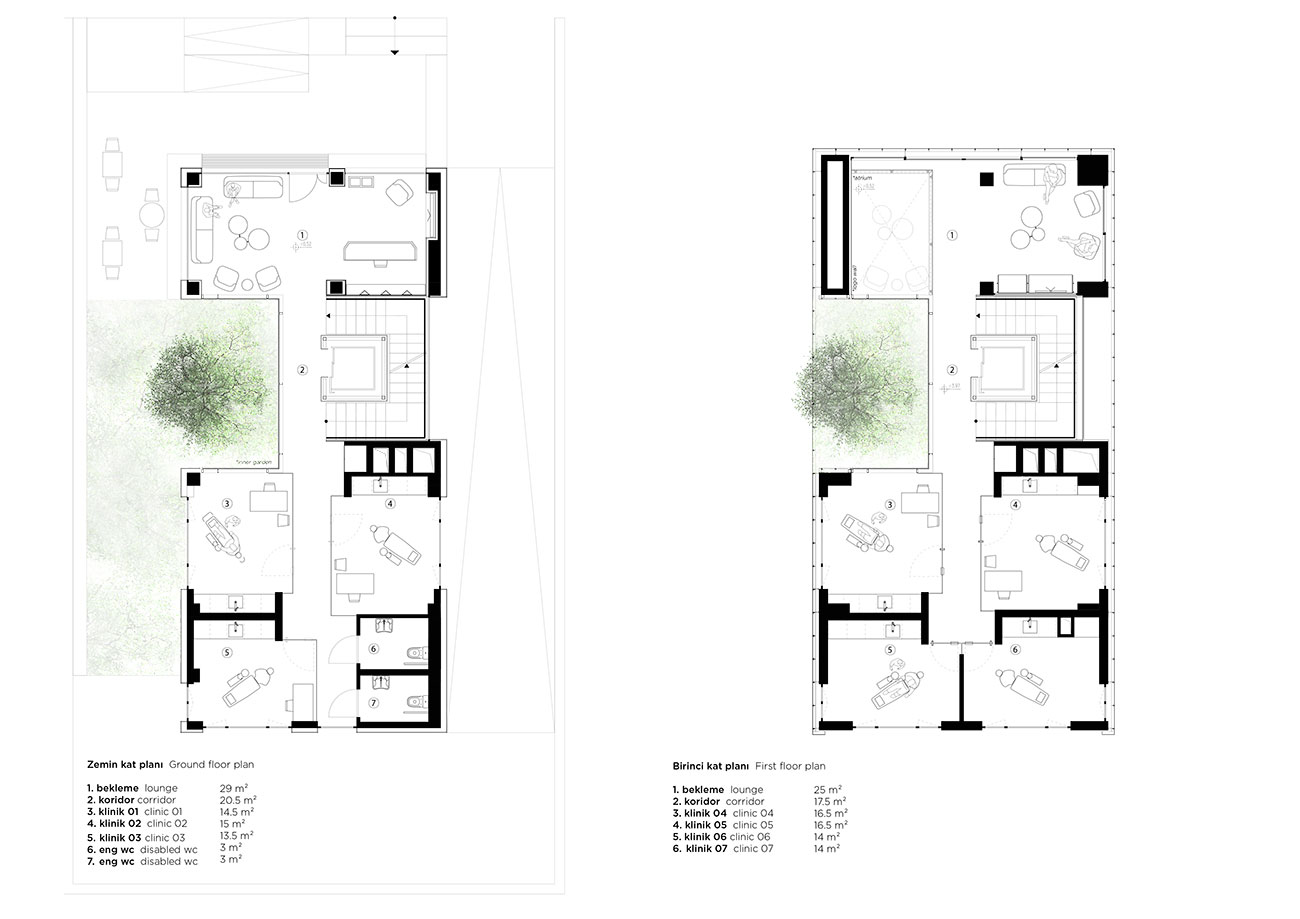 1
±0.00
2
*inner garden
3
4
5
6
7
*atrium
*logo wall
1
2
3
4
5
6
Zemin kat planı Ground floor plan
1. bekleme lounge 29 m²
2. koridor corridor 20.5 m²
3. klinik 01 clinic 01 14.5 m²
4. klinik 02 clinic 02 15 m²
5. klinik 03 clinic 03 13.5 m²
6. eng wc disabled wc 3 m²
7. eng wc disabled wc 3 m²
Birinci kat planı First floor plan
1. bekleme lounge 25 m²
2. koridor corridor 17.5 m²
3. klinik 04 clinic 04 16.5 m²
4. klinik 05 clinic 05 16.5 m²
5. klinik 06 clinic 06 14 m²
6. klinik 07 clinic 07 14 m²